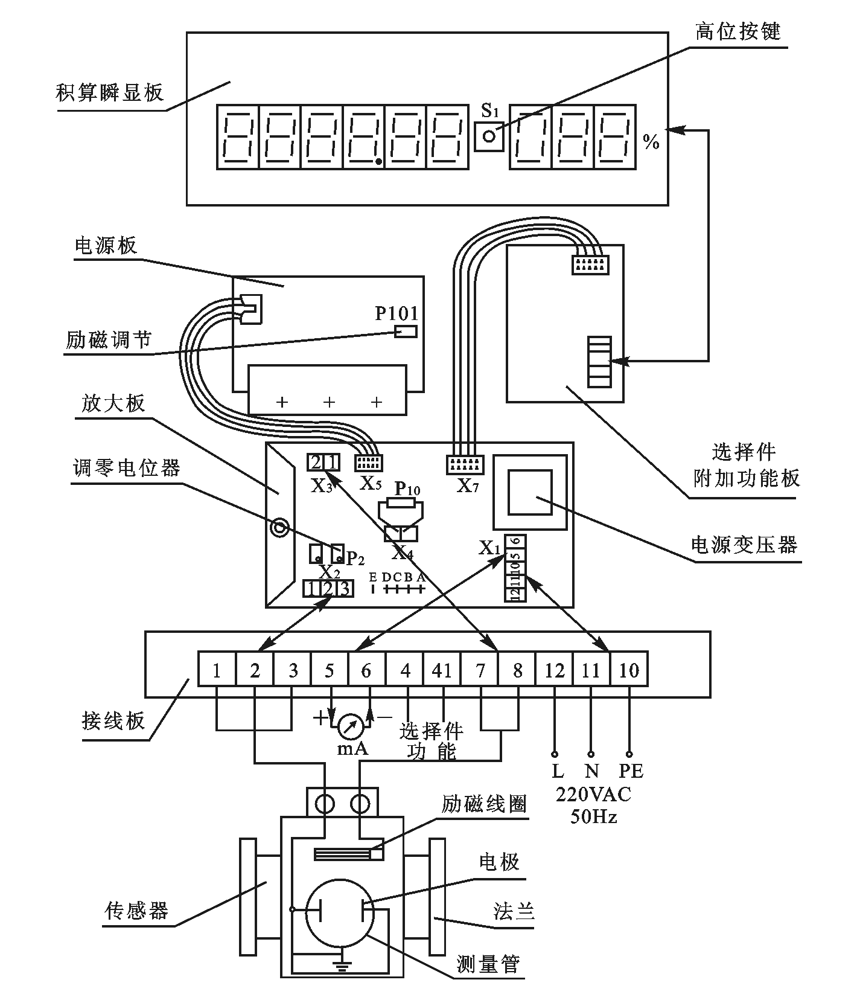 高位按键
积算瞬显板
S1
%
电源板
P101
励磁调节
+ + +
放大板
选择件
附加功能板
调零电位器
2 1
X3
X5
X7
P10
X4
电源变压器
X1
6
5
10
11
12
P2
X2
1 2 3
E D C B A
1 2 3 5 6 4 41 7 8 12 11 10
接线板
+ −
mA
选择件
功能
L N PE
220VAC
50Hz
励磁线圈
电极
传感器
法兰
测量管